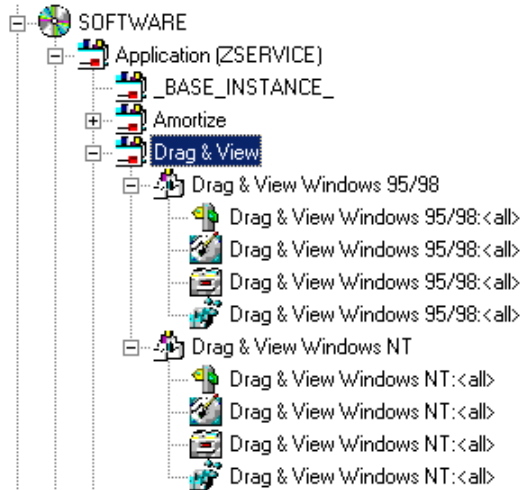 SOFTWARE
Application (ZSERVICE)
_BASE_INSTANCE_
Amortize
Drag & View
Drag & View Windows 95/98
Drag & View Windows 95/98:<all>
Drag & View Windows 95/98:<all>
Drag & View Windows 95/98:<all>
Drag & View Windows 95/98:<all>
Drag & View Windows NT
Drag & View Windows NT:<all>
Drag & View Windows NT:<all>
Drag & View Windows NT:<all>
Drag & View Windows NT:<all>